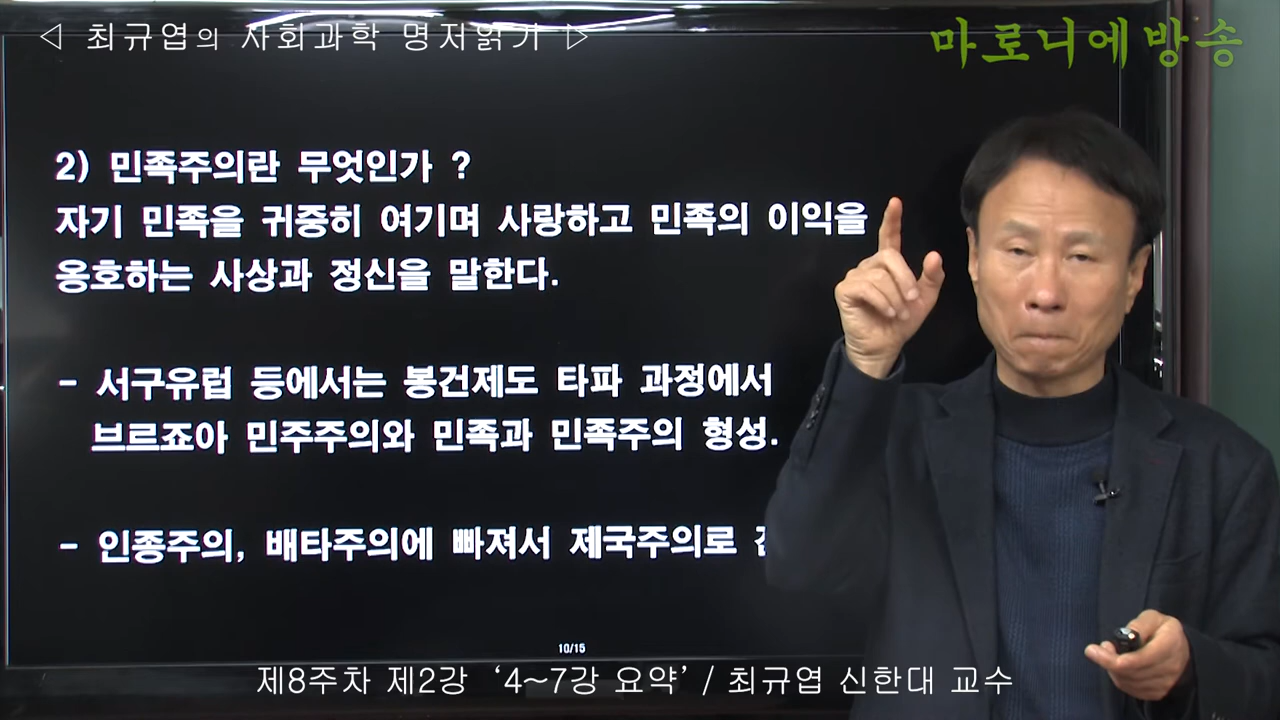 ◁ 최규엽의 사회과학 명저읽기 ▷
마로니에방송
2) 민족주의란 무엇인가 ?
자기 민족을 귀중히 여기며 사랑하고 민족의 이익을
옹호하는 사상과 정신을 말한다.
- 서구유럽 등에서는 봉건제도 타파 과정에서
브르죠아 민주주의와 민족과 민족주의 형성.
- 인종주의, 배타주의에 빠져서 제국주의로
10/15
제8주차 제2강 ‘4~7강 요약’ / 최규엽 신한대 교수